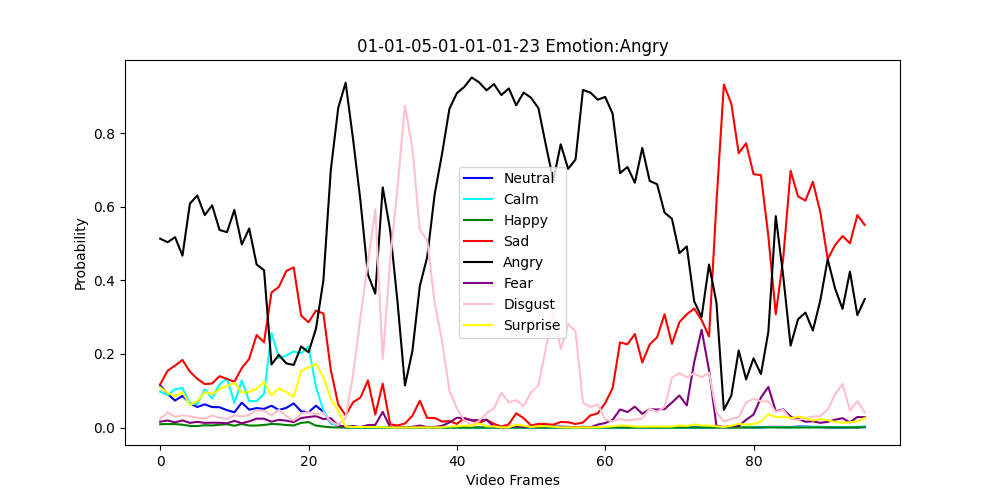 01-01-05-01-01-01-23 Emotion:Angry
Probability
0.8
0.6
0.4
0.2
0.0
Neutral
Calm
Happy
Sad
Angry
Fear
Disgust
Surprise
0
20
40
60
80
Video Frames